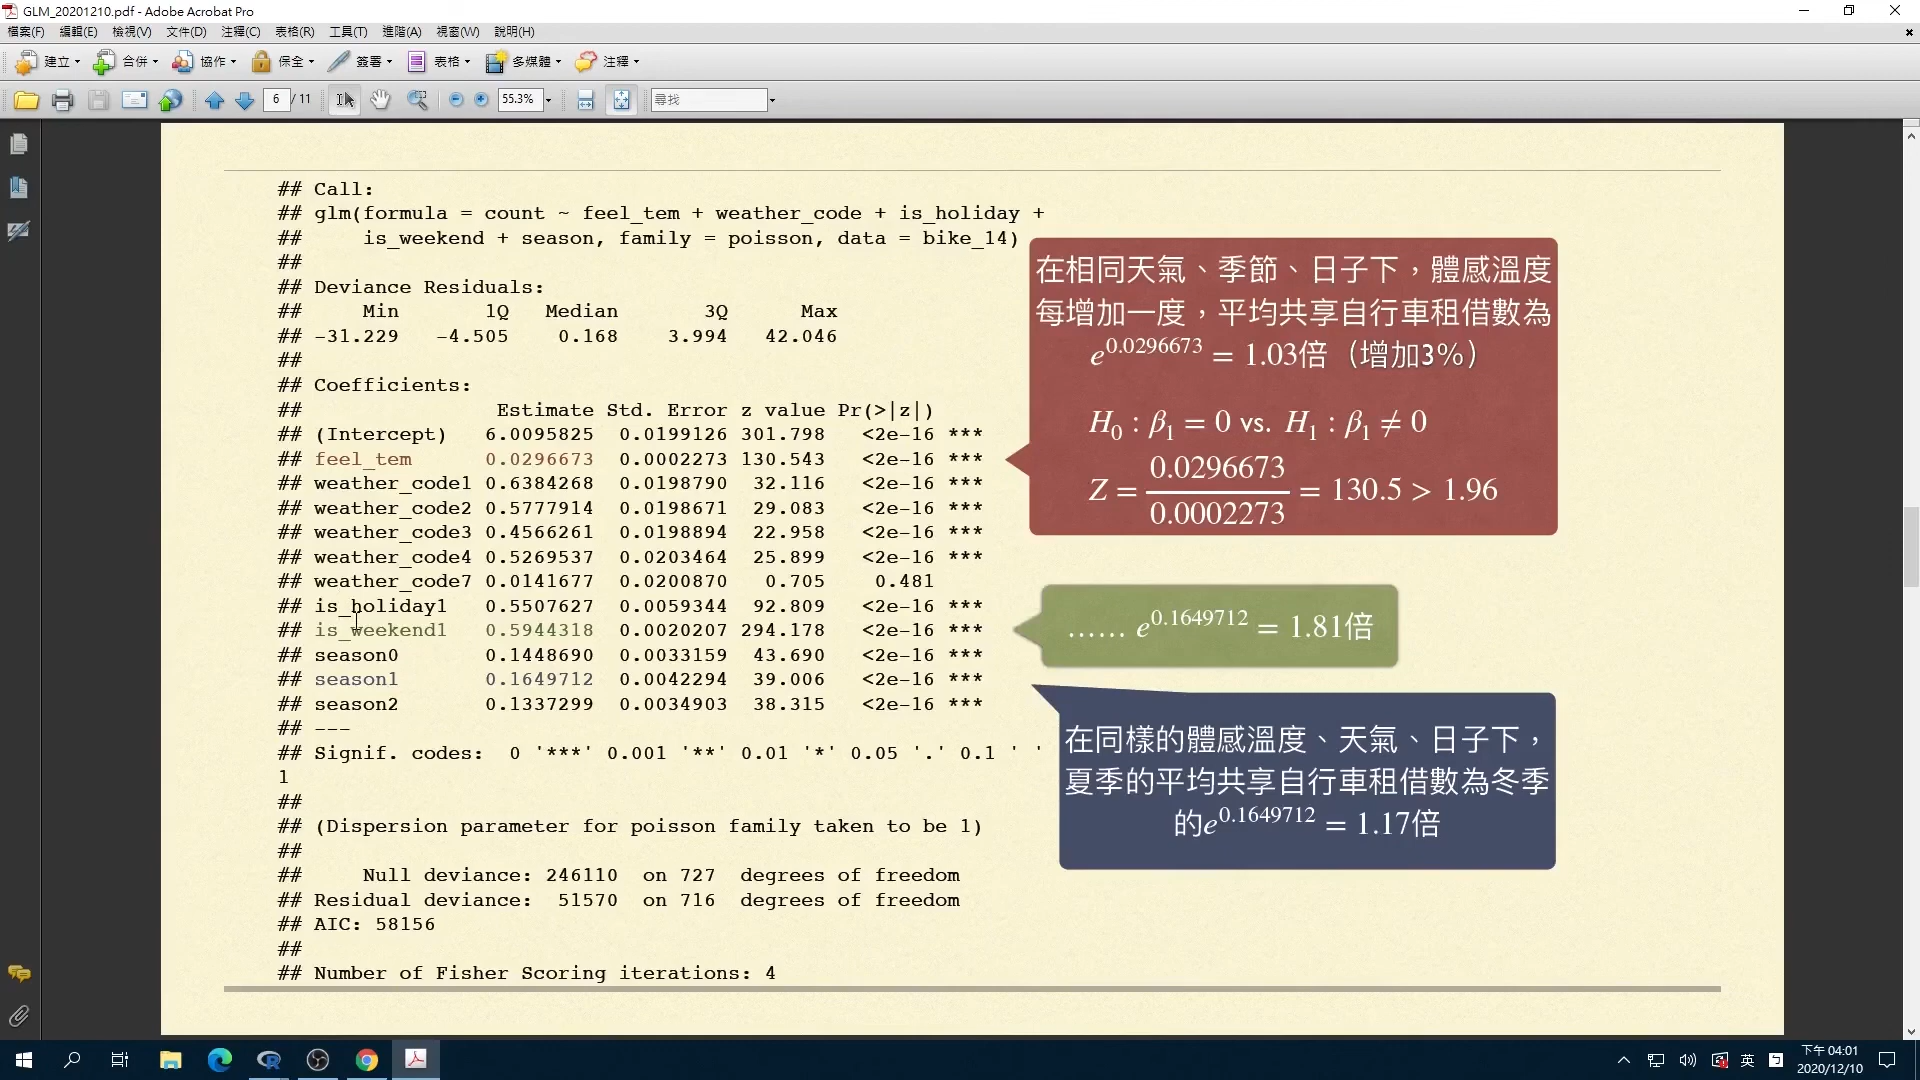 GLM_20201210.pdf - Adobe Acrobat Pro
檔案(F) 編輯(E) 檢視(V) 文件(D) 注釋(C) 表格(R) 工具(T) 進階(A) 視窗(W) 說明(H)
建立 合併 協作 保全 簽署 表格 多媒體 注釋
6 / 11 55.3% 尋找
## Call:
## glm(formula = count ~ feel_tem + weather_code + is_holiday +
## is_weekend + season, family = poisson, data = bike_14)
##
## Deviance Residuals:
## Min 1Q Median 3Q Max
## -31.229 -4.505 0.168 3.994 42.046
##
## Coefficients:
## Estimate Std. Error z value Pr(>|z|)
## (Intercept) 6.0095825 0.0199126 301.798 <2e-16 ***
## feel_tem 0.0296673 0.0002273 130.543 <2e-16 ***
## weather_code1 0.6384268 0.0198790 32.116 <2e-16 ***
## weather_code2 0.5777914 0.0198671 29.083 <2e-16 ***
## weather_code3 0.4566261 0.0198894 22.958 <2e-16 ***
## weather_code4 0.5269537 0.0203464 25.899 <2e-16 ***
## weather_code7 0.0141677 0.0200870 0.705 0.481
## is_holiday1 0.5507627 0.0059344 92.809 <2e-16 ***
## is_weekend1 0.5944318 0.0020207 294.178 <2e-16 ***
## season0 0.1448690 0.0033159 43.690 <2e-16 ***
## season1 0.1649712 0.0042294 39.006 <2e-16 ***
## season2 0.1337299 0.0034903 38.315 <2e-16 ***
## ---
## Signif. codes: 0 '***' 0.001 '**' 0.01 '*' 0.05 '.' 0.1 ' '
1
##
## (Dispersion parameter for poisson family taken to be 1)
##
## Null deviance: 246110 on 727 degrees of freedom
## Residual deviance: 51570 on 716 degrees of freedom
## AIC: 58156
##
## Number of Fisher Scoring iterations: 4
在相同天氣、季節、日子下，體感溫度
每增加一度，平均共享自行車租借數為
e^0.0296673 = 1.03倍（增加3%）
H₀ : β₁ = 0 vs. H₁ : β₁ ≠ 0
Z = 0.0296673 / 0.0002273 = 130.5 > 1.96
…… e^0.1649712 = 1.81倍
在同樣的體感溫度、天氣、日子下，
夏季的平均共享自行車租借數為冬季
的e^0.1649712 = 1.17倍
英
下午 04:01
2020/12/10